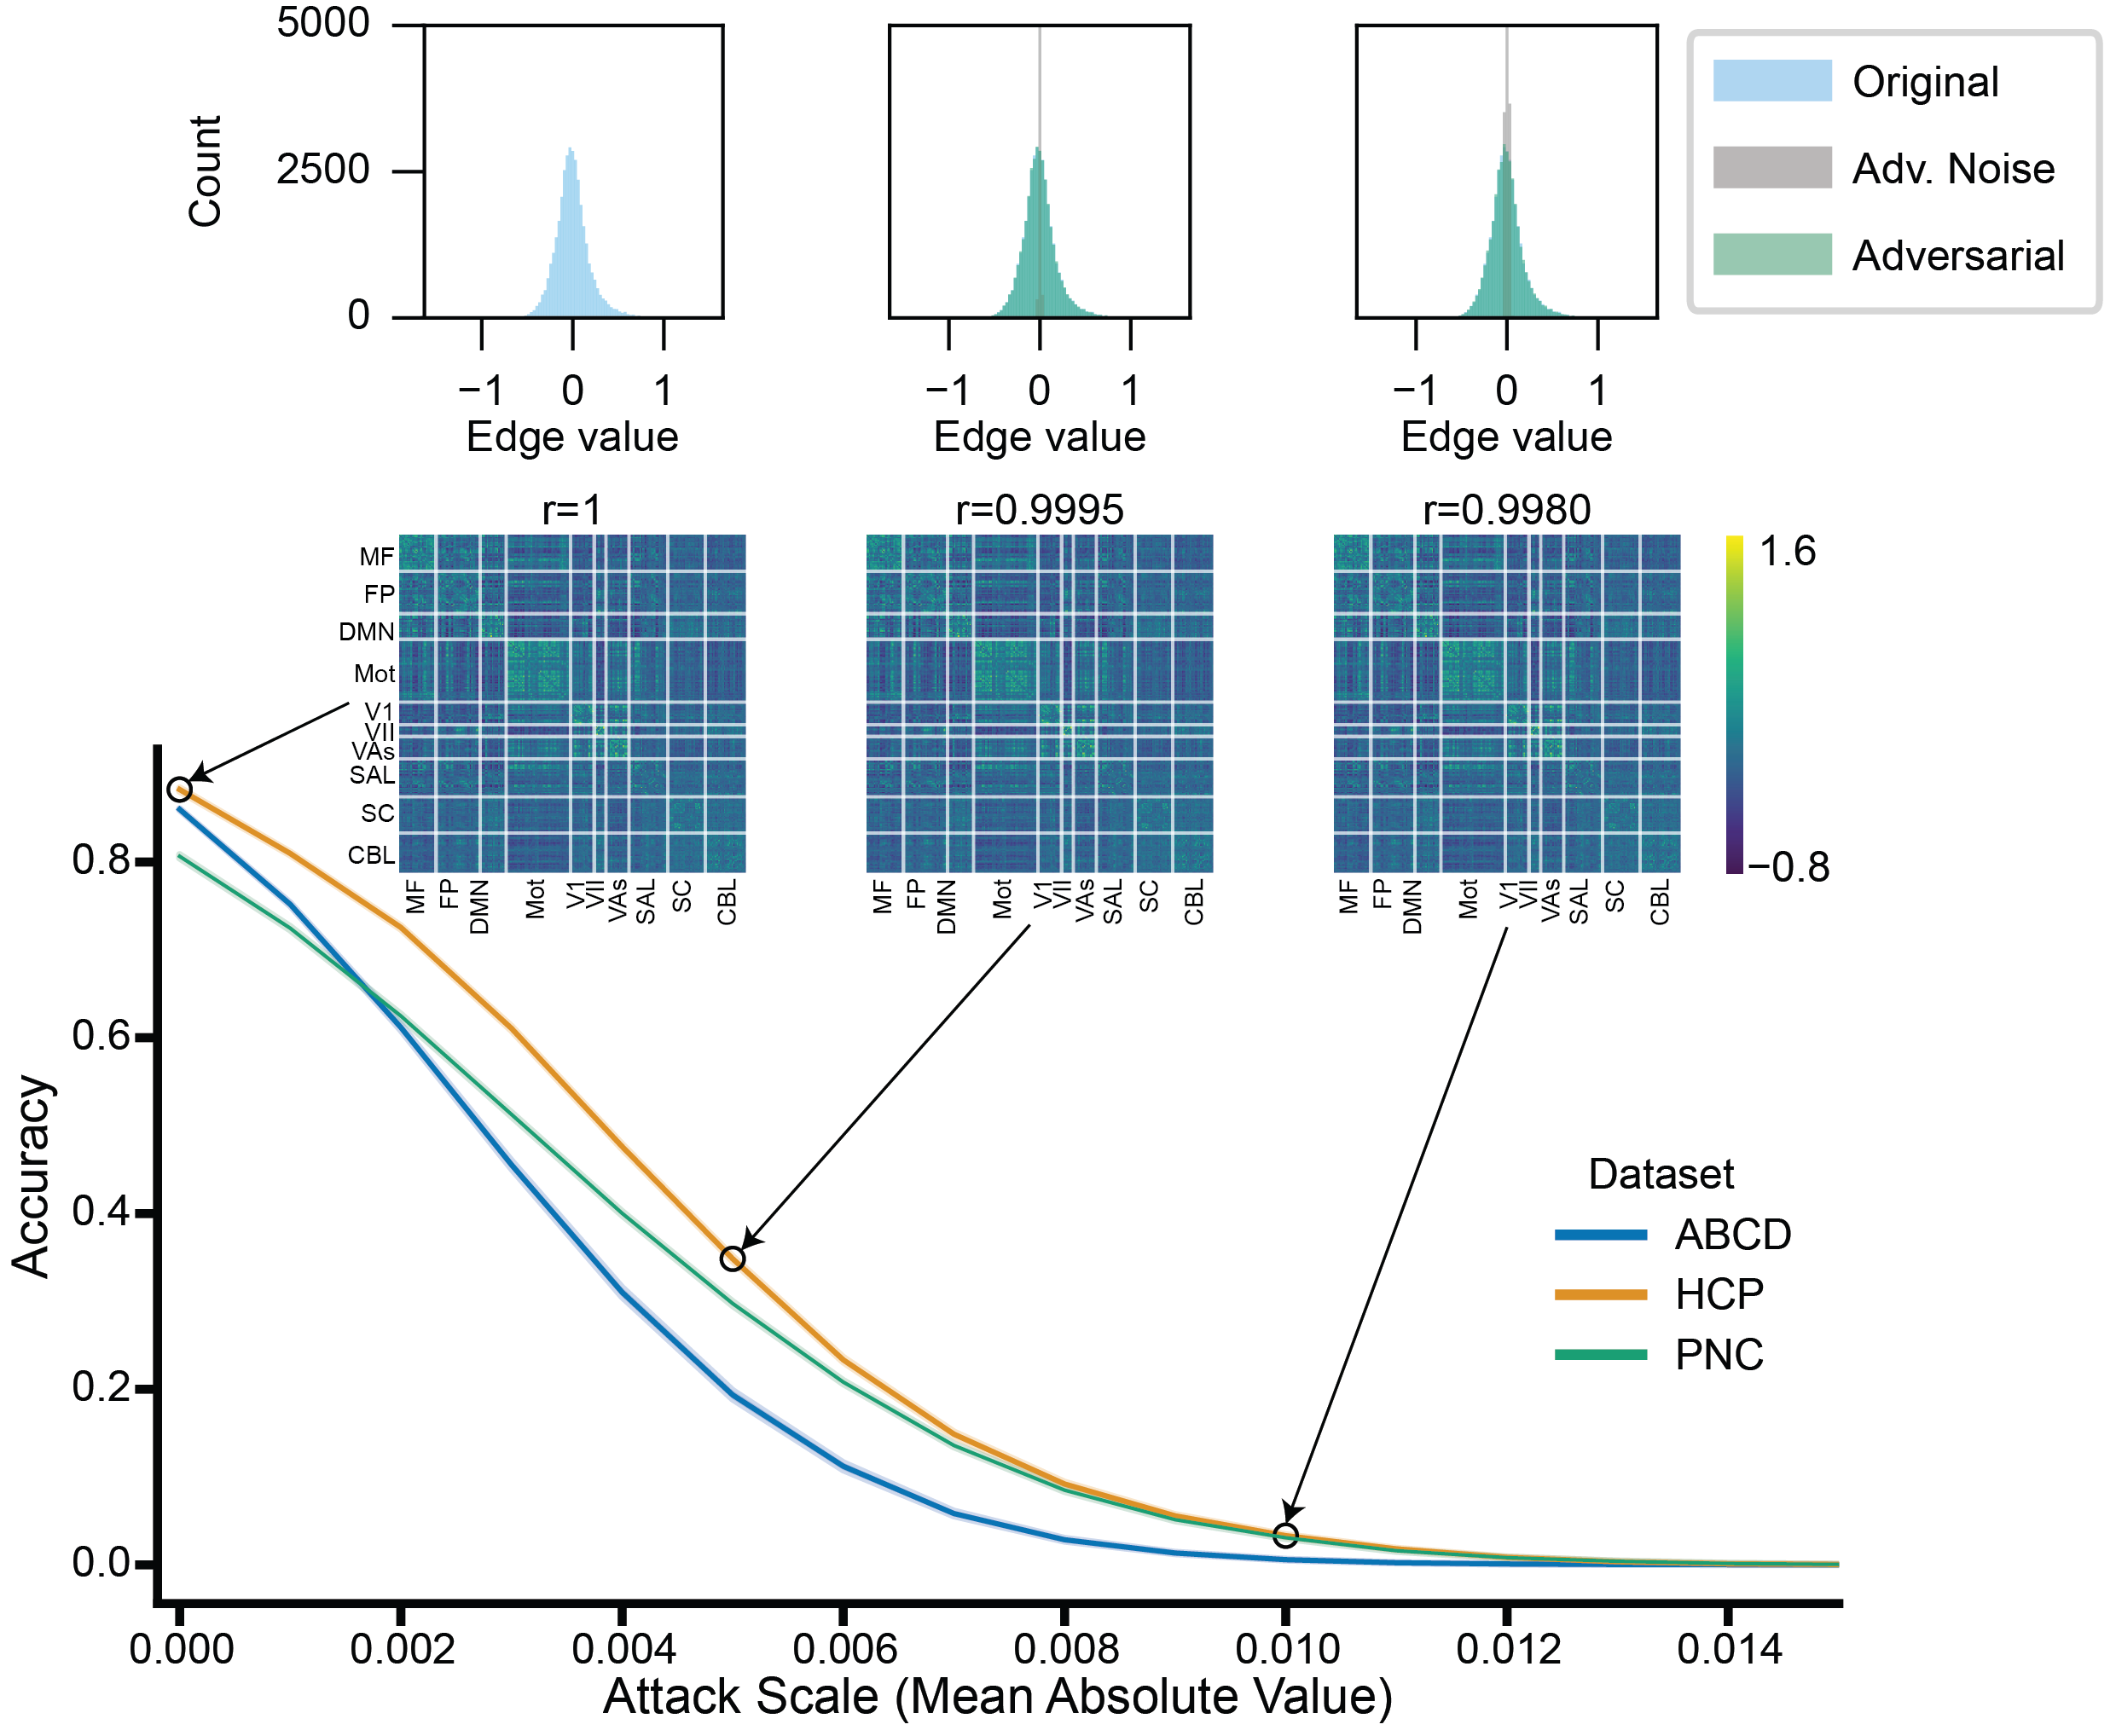 5000
2500
0
Count
−1 0 1
−1 0 1
−1 0 1
Edge value
Edge value
Edge value
Original
Adv. Noise
Adversarial
r=1
r=0.9995
r=0.9980
MF
FP
DMN
Mot
V1
VII
VAs
SAL
SC
CBL
MF FP DMN Mot V1 VII VAs SAL SC CBL
MF FP DMN Mot V1 VII VAs SAL SC CBL
MF FP DMN Mot V1 VII VAs SAL SC CBL
1.6
−0.8
0.8
0.6
0.4
0.2
0.0
Accuracy
Dataset
ABCD
HCP
PNC
0.000 0.002 0.004 0.006 0.008 0.010 0.012 0.014
Attack Scale (Mean Absolute Value)